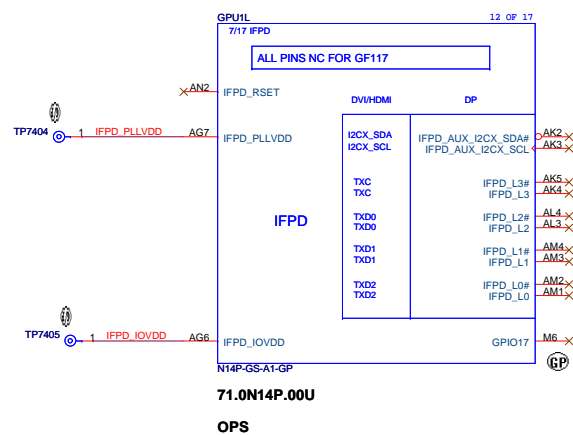 GPU1L 12 OF 17
7/17 IFPD
ALL PINS NC FOR GF117
AN2 IFPD_RSET
DVI/HDMI DP
TP7404 1 IFPD_PLLVDD AG7 IFPD_PLLVDD
I2CX_SDA IFPD_AUX_I2CX_SDA# AK2
I2CX_SCL IFPD_AUX_I2CX_SCL AK3
TXC IFPD_L3# AK5
TXC IFPD_L3 AK4
TXD0 IFPD_L2# AL4
TXD0 IFPD_L2 AL3
IFPD
TXD1 IFPD_L1# AM4
TXD1 IFPD_L1 AM3
TXD2 IFPD_L0# AM2
TXD2 IFPD_L0 AM1
TP7405 1 IFPD_IOVDD AG6 IFPD_IOVDD
GPIO17 M6
GP
N14P-GS-A1-GP
71.0N14P.00U
OPS